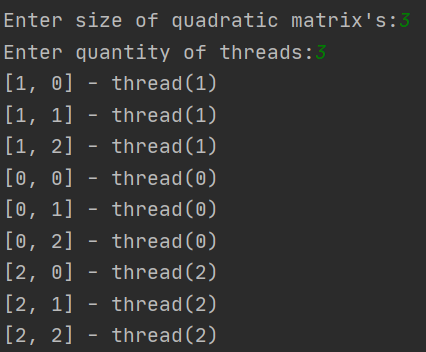 Enter size of quadratic matrix's:3
Enter quantity of threads:3
[1, 0] - thread(1)
[1, 1] - thread(1)
[1, 2] - thread(1)
[0, 0] - thread(0)
[0, 1] - thread(0)
[0, 2] - thread(0)
[2, 0] - thread(2)
[2, 1] - thread(2)
[2, 2] - thread(2)